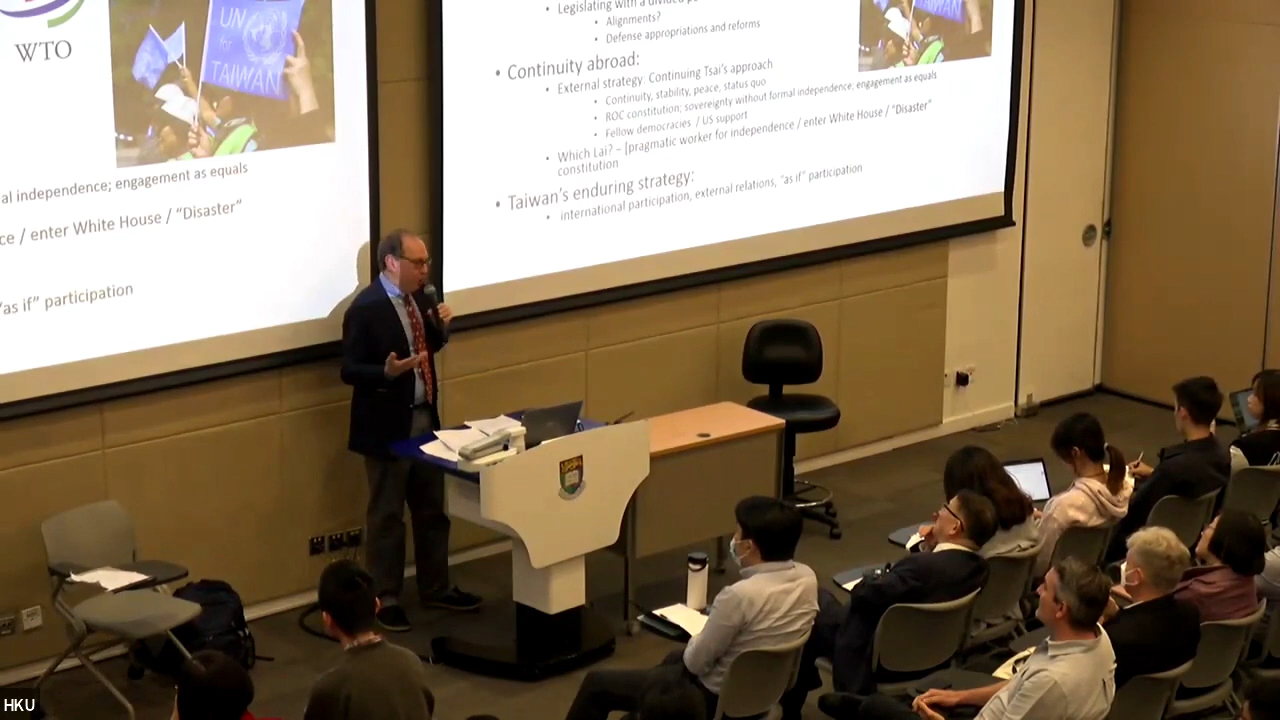 WTO
UN
for
TAIWAN
al independence; engagement as equals
ce / enter White House / “Disaster”
“as if” participation
• Legislating with a divided
• Alignments?
• Defense appropriations and reforms
UN
TAIWAN
• Continuity abroad:
• External strategy: Continuing Tsai’s approach
• Continuity, stability, peace, status quo
• ROC constitution; sovereignty without formal independence; engagement as equals
• Fellow democracies / US support
• Which Lai? – [pragmatic worker for independence / enter White House / “Disaster”
constitution
• Taiwan’s enduring strategy:
• international participation, external relations, “as if” participation
HKU